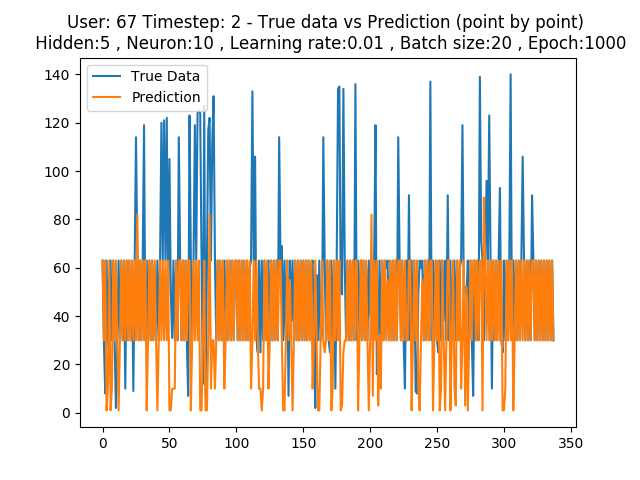 User: 67 Timestep: 2 - True data vs Prediction (point by point)
Hidden:5 , Neuron:10 , Learning rate:0.01 , Batch size:20 , Epoch:1000
True Data
Prediction
140
120
100
80
60
40
20
0
0 50 100 150 200 250 300 350